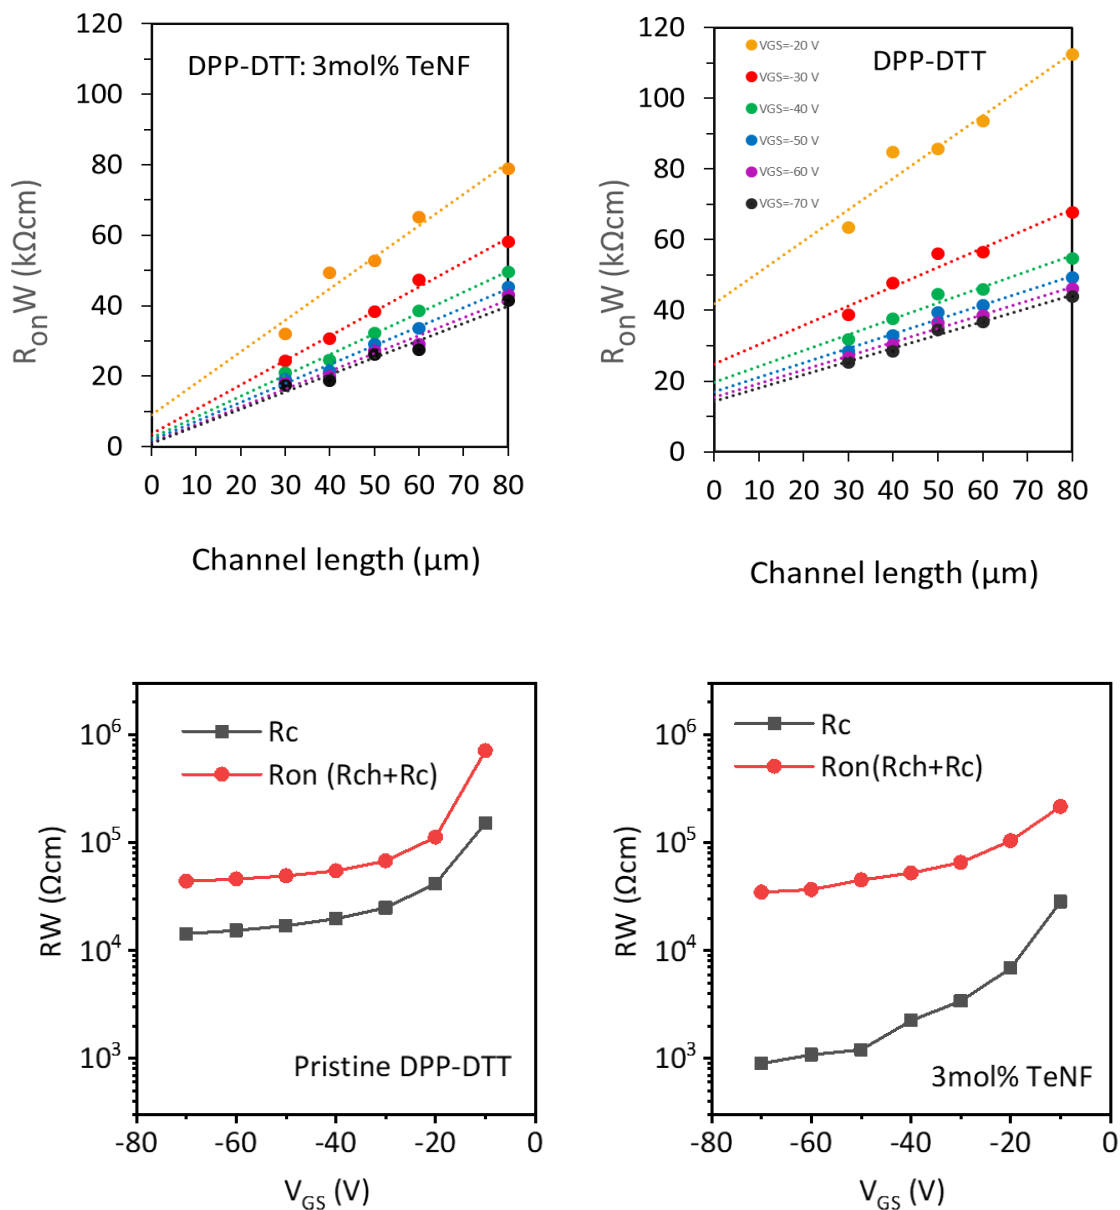 120
100
80
60
40
20
0
R_on W (kΩcm)
DPP-DTT: 3mol% TeNF
0 10 20 30 40 50 60 70 80
Channel length (μm)
120
100
80
60
40
20
0
R_on W (kΩcm)
DPP-DTT
VGS=-20 V
VGS=-30 V
VGS=-40 V
VGS=-50 V
VGS=-60 V
VGS=-70 V
0 10 20 30 40 50 60 70 80
Channel length (μm)
10^6
10^5
10^4
10^3
RW (Ωcm)
Rc
Ron (Rch+Rc)
Pristine DPP-DTT
-80 -60 -40 -20 0
V_GS (V)
10^6
10^5
10^4
10^3
RW (Ωcm)
Rc
Ron(Rch+Rc)
3mol% TeNF
-80 -60 -40 -20 0
V_GS (V)